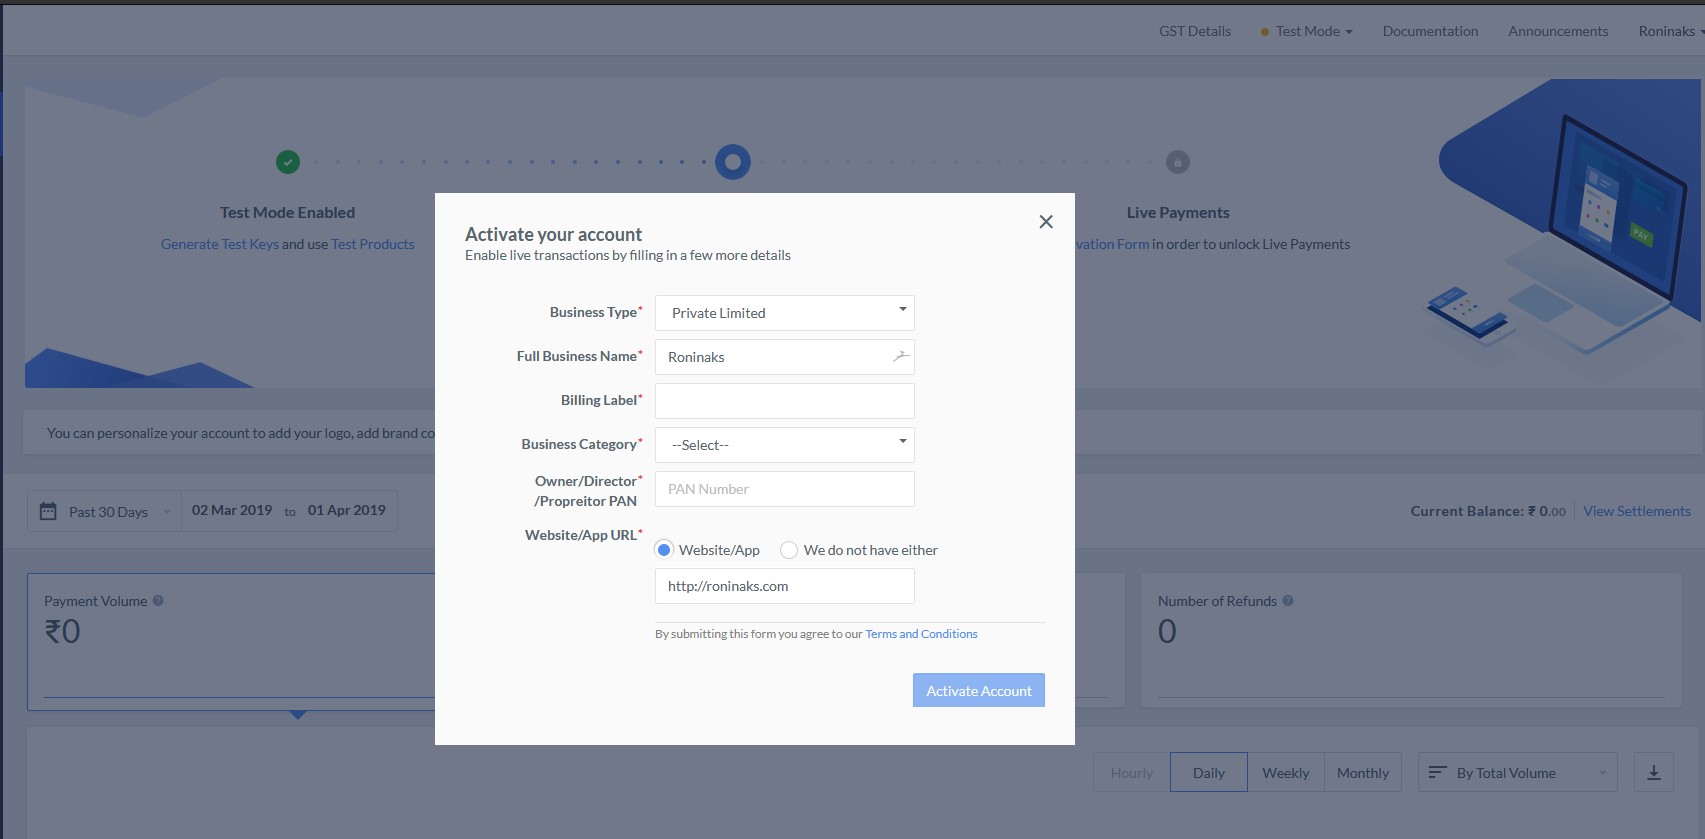 GST Details Test Mode Documentation Announcements Roninaks
Test Mode Enabled
Generate Test Keys and use Test Products
Live Payments
vation Form in order to unlock Live Payments
PAY
Activate your account
Enable live transactions by filling in a few more details
Business Type* Private Limited
Full Business Name* Roninaks
Billing Label*
Business Category* --Select--
Owner/Director*
/Propreitor PAN
PAN Number
Website/App URL*
Website/App We do not have either
http://roninaks.com
By submitting this form you agree to our Terms and Conditions
Activate Account
You can personalize your account to add your logo, add brand co
Past 30 Days 02 Mar 2019 to 01 Apr 2019
Current Balance: ₹ 0.00 View Settlements
Payment Volume ?
₹0
Number of Refunds ?
0
Hourly Daily Weekly Monthly By Total Volume